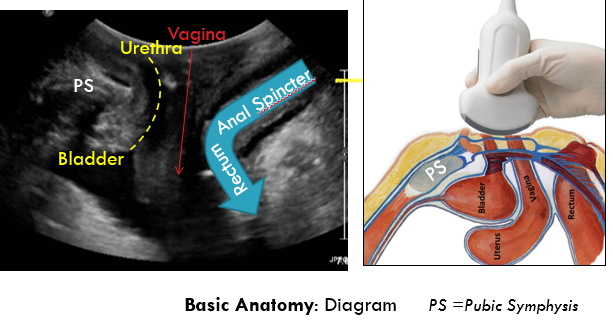 Vagina
Urethra
PS
Anal Spincter
Bladder
Rectum
PS
Bladder
Vagina
Rectum
Uterus
Basic Anatomy: Diagram PS =Pubic Symphysis